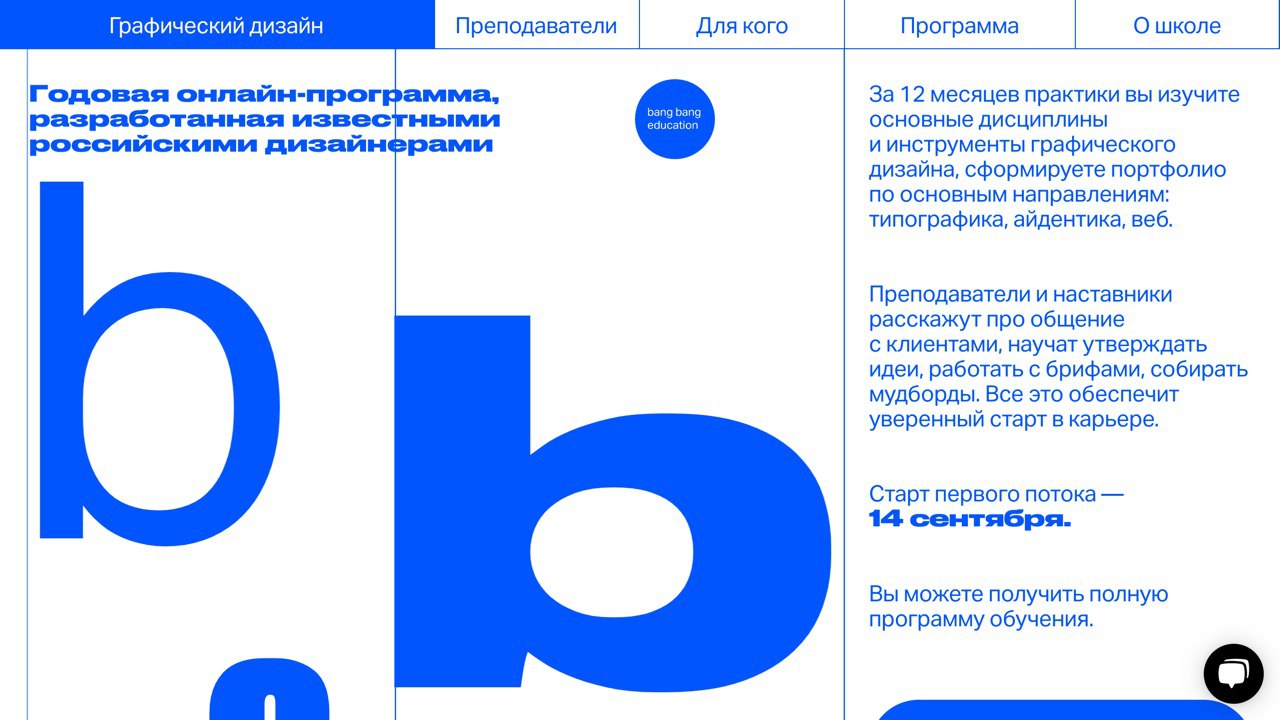 Графический дизайн
Преподаватели
Для кого
Программа
О школе
Годовая онлайн-программа,
разработанная известными
российскими дизайнерами
bang bang
education
b
b
За 12 месяцев практики вы изучите
основные дисциплины
и инструменты графического
дизайна, сформируете портфолио
по основным направлениям:
типографика, айдентика, веб.
Преподаватели и наставники
расскажут про общение
с клиентами, научат утверждать
идеи, работать с брифами, собирать
мудборды. Все это обеспечит
уверенный старт в карьере.
Старт первого потока —
14 сентября.
Вы можете получить полную
программу обучения.